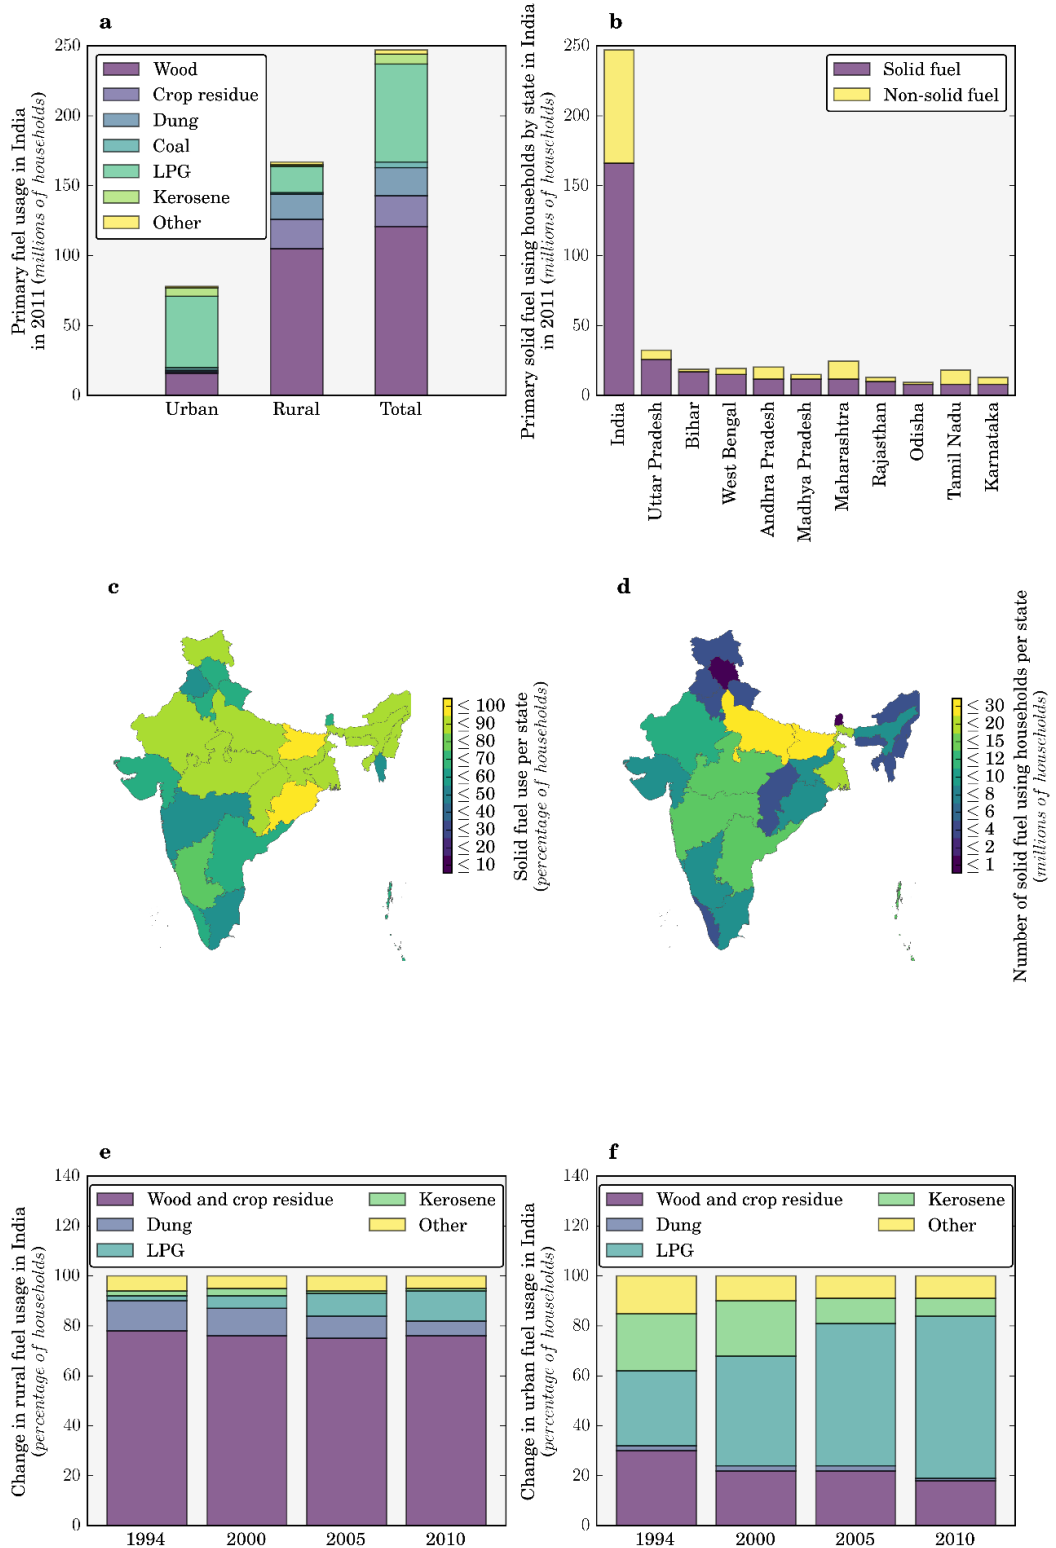 a
Primary fuel usage in India
in 2011 (millions of households)
250
200
150
100
50
0
Wood
Crop residue
Dung
Coal
LPG
Kerosene
Other
Urban Rural Total
b
Primary solid fuel using households by state in India
in 2011 (millions of households)
250
200
150
100
50
0
Solid fuel
Non-solid fuel
India
Uttar Pradesh
Bihar
West Bengal
Andhra Pradesh
Madhya Pradesh
Maharashtra
Rajasthan
Odisha
Tamil Nadu
Karnataka
c
≤ 100
≤ 90
≤ 80
≤ 70
≤ 60
≤ 50
≤ 40
≤ 30
≤ 20
≤ 10
Solid fuel use per state
(percentage of households)
d
≤ 30
≤ 20
≤ 15
≤ 12
≤ 10
≤ 8
≤ 6
≤ 4
≤ 2
≤ 1
Number of solid fuel using households per state
(millions of households)
e
Change in rural fuel usage in India
(percentage of households)
140
120
100
80
60
40
20
0
Wood and crop residue
Dung
LPG
Kerosene
Other
1994 2000 2005 2010
f
Change in urban fuel usage in India
(percentage of households)
140
120
100
80
60
40
20
0
Wood and crop residue
Dung
LPG
Kerosene
Other
1994 2000 2005 2010